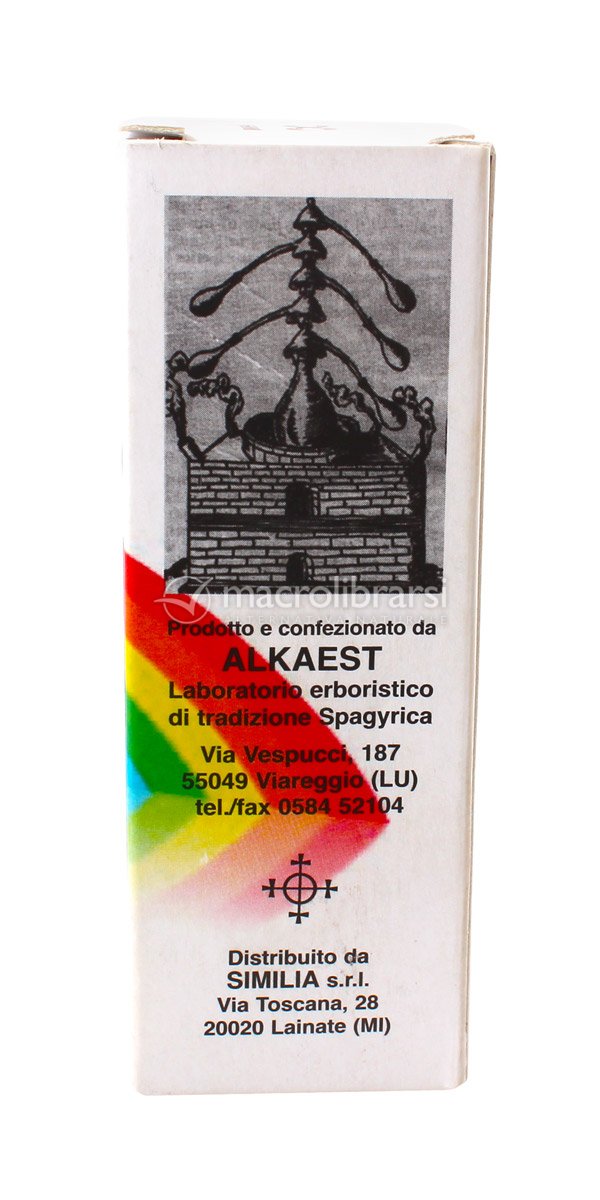 macrolibrarsi
Prodotto e confezionato da
ALKAEST
Laboratorio erboristico
di tradizione Spagyrica
Via Vespucci, 187
55049 Viareggio (LU)
tel./fax 0584 52104
Distribuito da
SIMILIA s.r.l.
Via Toscana, 28
20020 Lainate (MI)